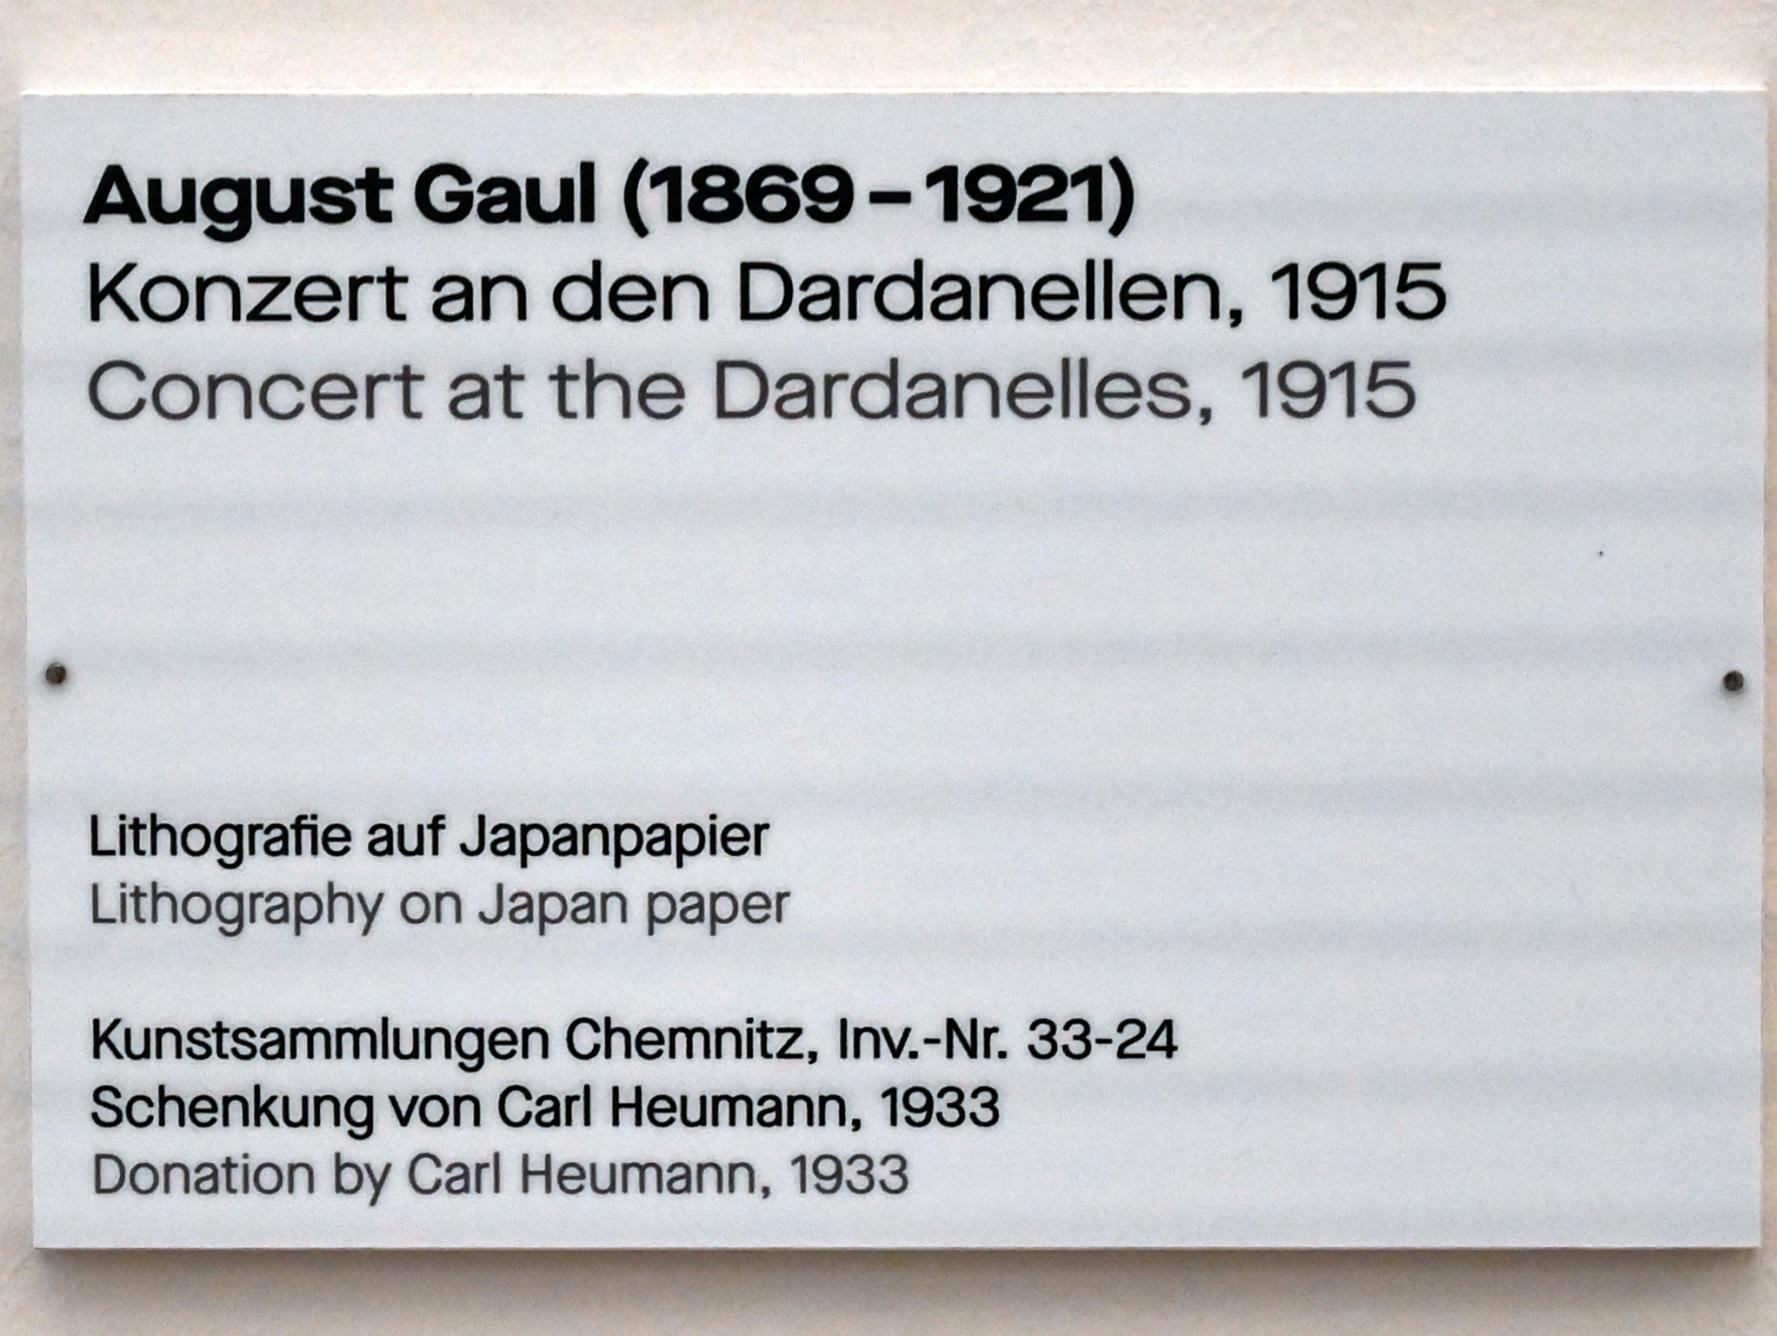 August Gaul (1869 – 1921)
Konzert an den Dardanellen, 1915
Concert at the Dardanelles, 1915
Lithografie auf Japanpapier
Lithography on Japan paper
Kunstsammlungen Chemnitz, Inv.-Nr. 33-24
Schenkung von Carl Heumann, 1933
Donation by Carl Heumann, 1933